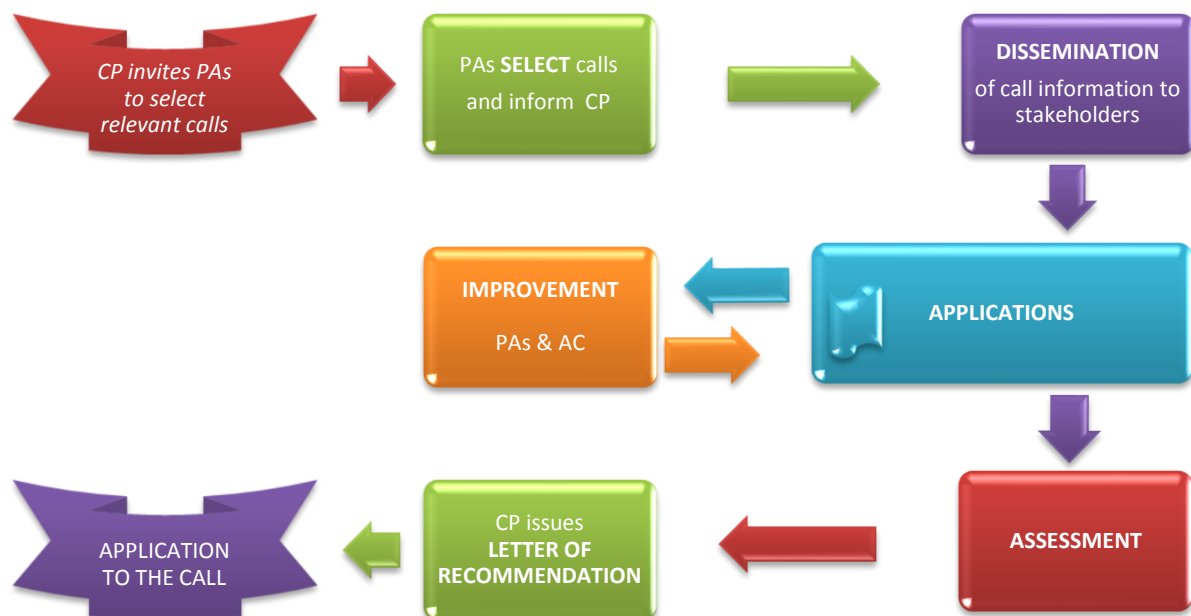 CP invites PAs
to select
relevant calls
PAs SELECT calls
and inform CP
DISSEMINATION
of call information to
stakeholders
IMPROVEMENT
PAs & AC
APPLICATIONS
APPLICATION
TO THE CALL
CP issues
LETTER OF
RECOMMENDATION
ASSESSMENT